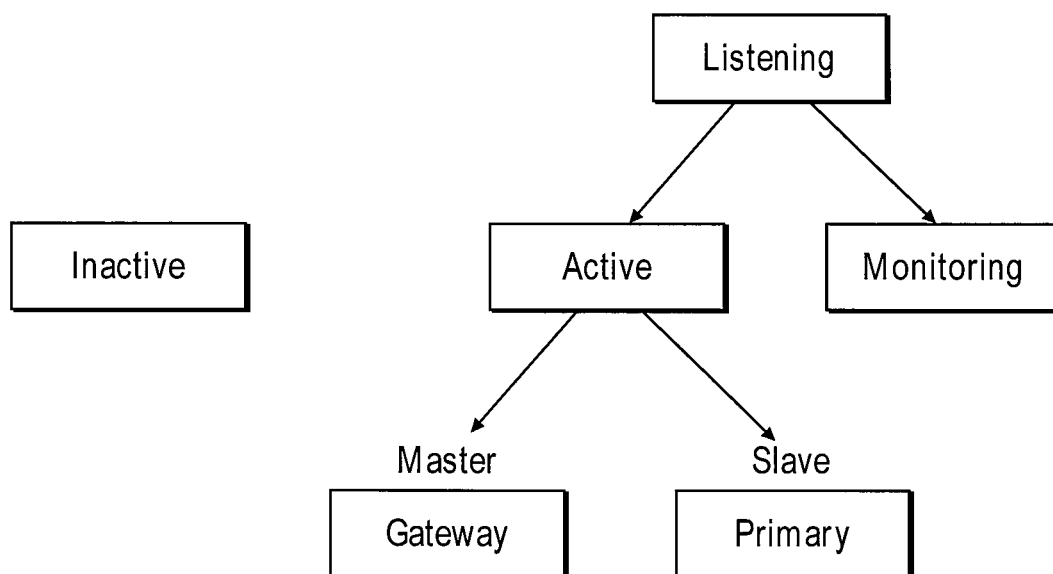 Listening
Inactive
Active
Monitoring
Master
Slave
Gateway
Primary